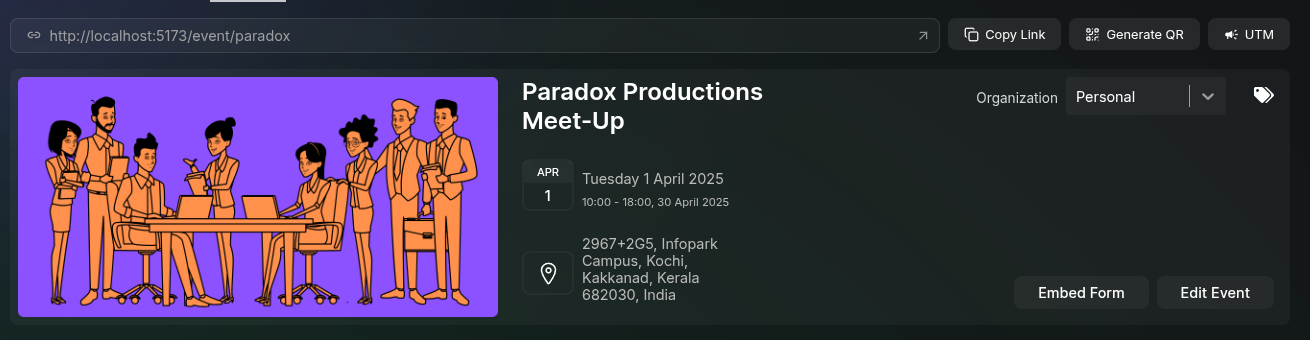 http://localhost:5173/event/paradox
Copy Link
Generate QR
UTM
Paradox Productions
Meet-Up
Organization
Personal
APR
1
Tuesday 1 April 2025
10:00 - 18:00, 30 April 2025
2967+2G5, Infopark
Campus, Kochi,
Kakkanad, Kerala
682030, India
Embed Form
Edit Event